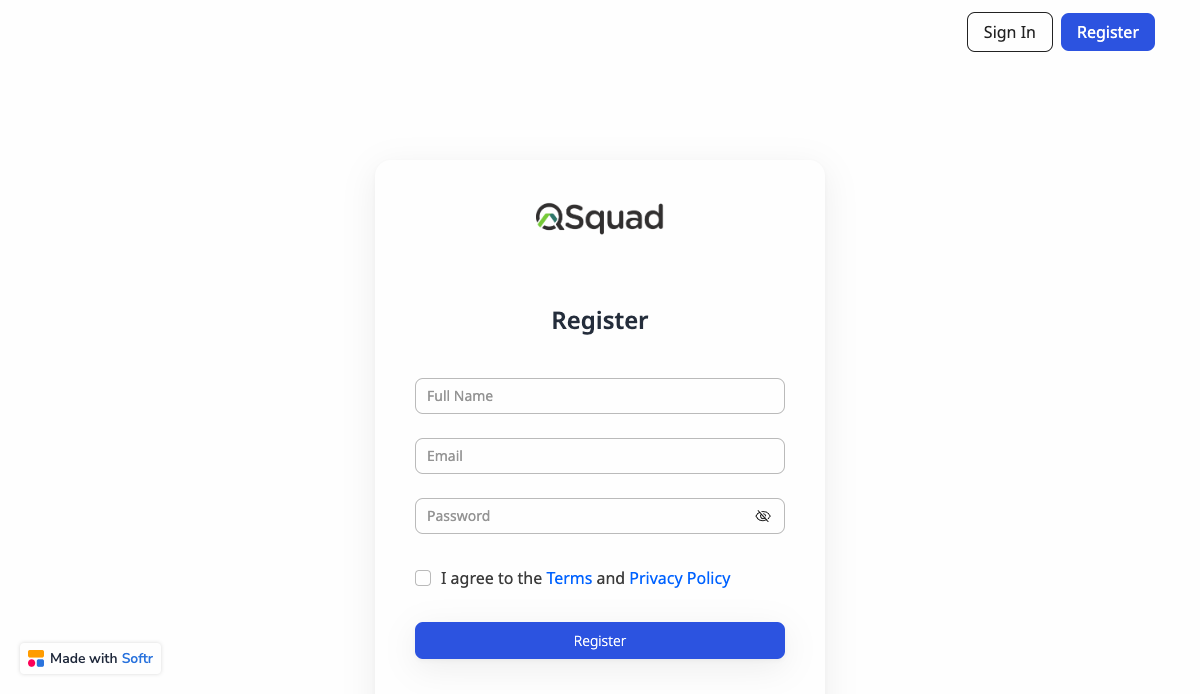 Sign In
Register
QSquad
Register
Full Name
Email
Password
I agree to the Terms and Privacy Policy
Register
Made with Softr